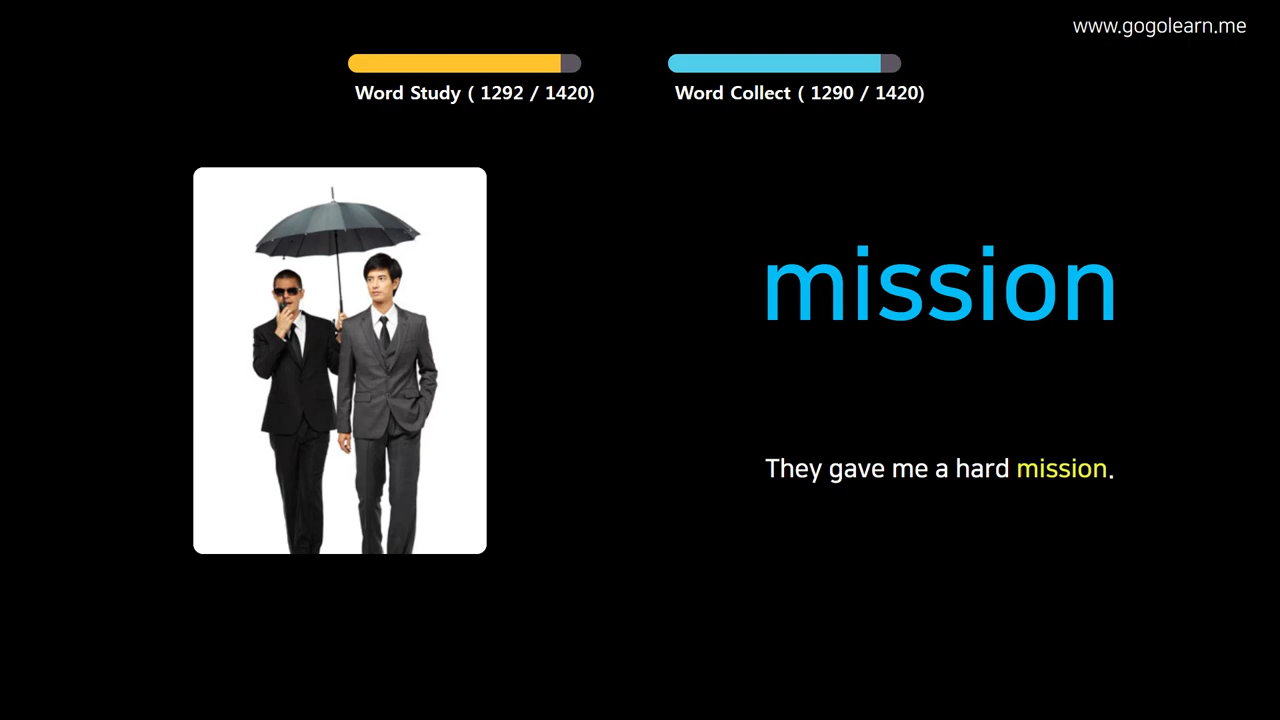 www.gogolearn.me
Word Study ( 1292 / 1420)
Word Collect ( 1290 / 1420)
mission
They gave me a hard mission.